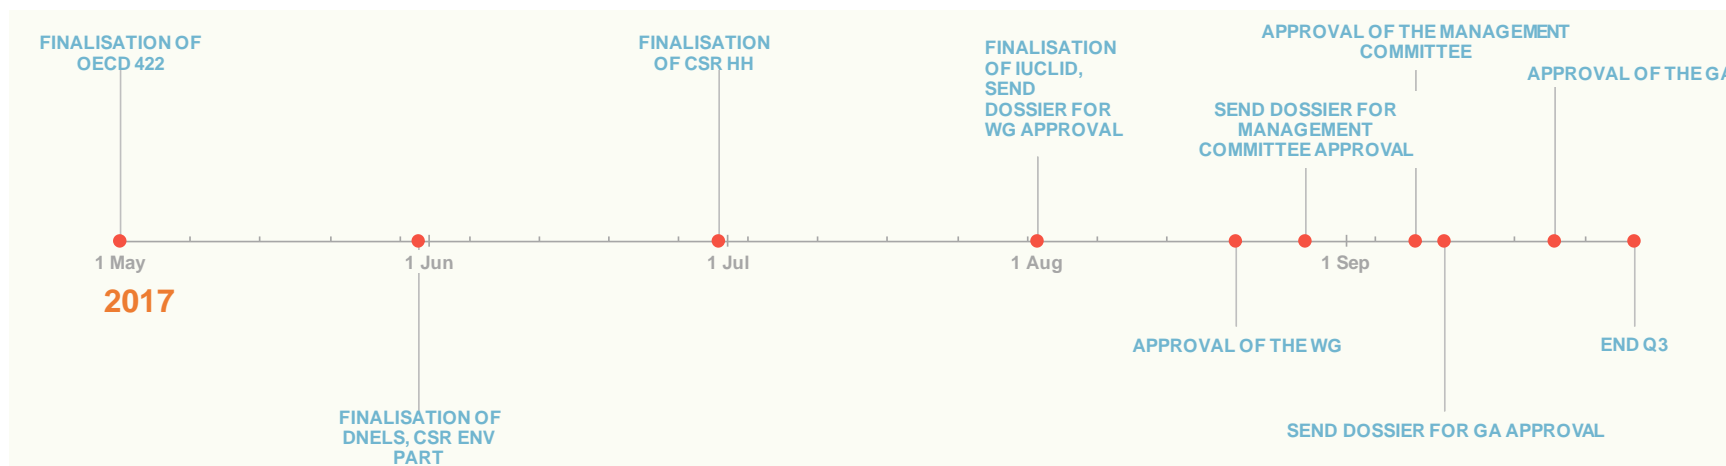 FINALISATION OF
OECD 422
FINALISATION
OF CSR HH
FINALISATION
OF IUCLID,
SEND
DOSSIER FOR
WG APPROVAL
APPROVAL OF THE MANAGEMENT
COMMITTEE
SEND DOSSIER FOR
MANAGEMENT
COMMITTEE APPROVAL
APPROVAL OF THE GA
1 May
1 Jun
1 Jul
1 Aug
1 Sep
2017
FINALISATION OF
DNELS, CSR ENV
PART
APPROVAL OF THE WG
SEND DOSSIER FOR GA APPROVAL
END Q3